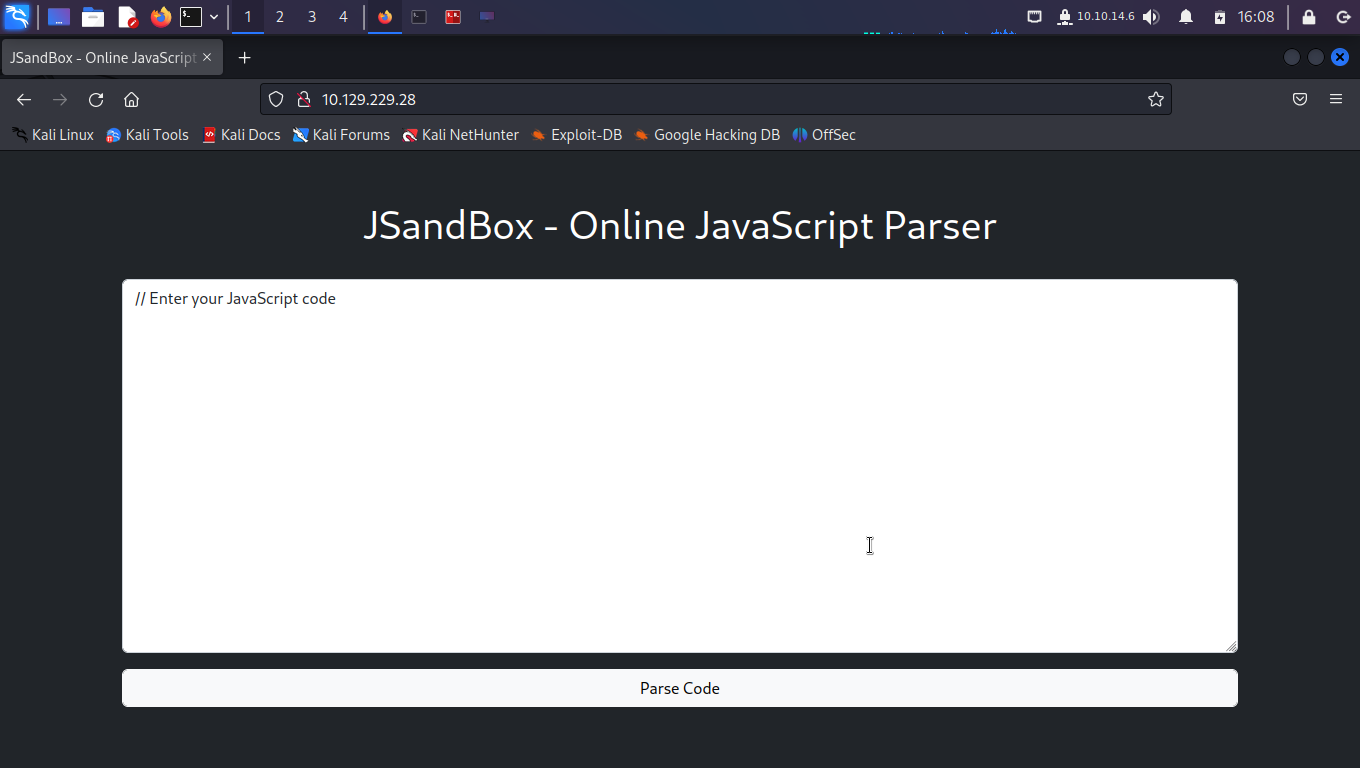 1 2 3 4 10.10.14.6 16:08
JSandBox - Online JavaScript
10.129.229.28
Kali Linux Kali Tools Kali Docs Kali Forums Kali NetHunter Exploit-DB Google Hacking DB OffSec
JSandBox - Online JavaScript Parser
// Enter your JavaScript code
Parse Code